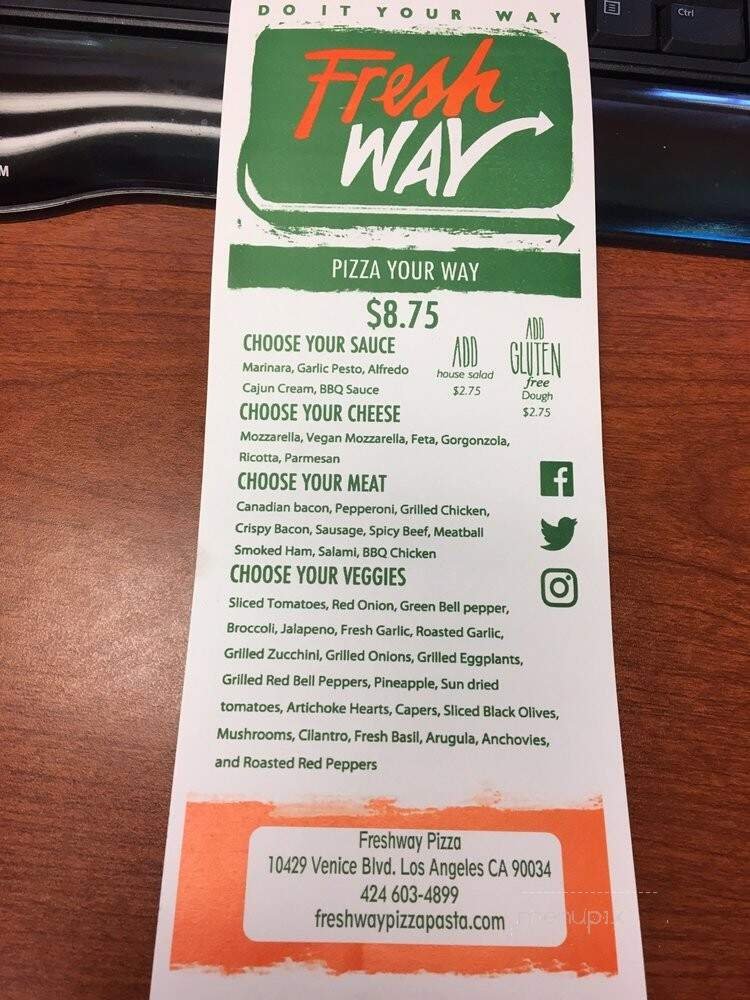 Ctrl
M
DO IT YOUR WAY
Fresh
WAY
PIZZA YOUR WAY
$8.75
CHOOSE YOUR SAUCE
Marinara, Garlic Pesto, Alfredo
Cajun Cream, BBQ Sauce
ADD
house salad
$2.75
ADD
GLUTEN
free
Dough
$2.75
CHOOSE YOUR CHEESE
Mozzarella, Vegan Mozzarella, Feta, Gorgonzola,
Ricotta, Parmesan
CHOOSE YOUR MEAT
Canadian bacon, Pepperoni, Grilled Chicken,
Crispy Bacon, Sausage, Spicy Beef, Meatball
Smoked Ham, Salami, BBQ Chicken
CHOOSE YOUR VEGGIES
Sliced Tomatoes, Red Onion, Green Bell pepper,
Broccoli, Jalapeno, Fresh Garlic, Roasted Garlic,
Grilled Zucchini, Grilled Onions, Grilled Eggplants,
Grilled Red Bell Peppers, Pineapple, Sun dried
tomatoes, Artichoke Hearts, Capers, Sliced Black Olives,
Mushrooms, Cilantro, Fresh Basil, Arugula, Anchovies,
and Roasted Red Peppers
Freshway Pizza
10429 Venice Blvd. Los Angeles CA 90034
424 603-4899
freshwaypizzapasta.com